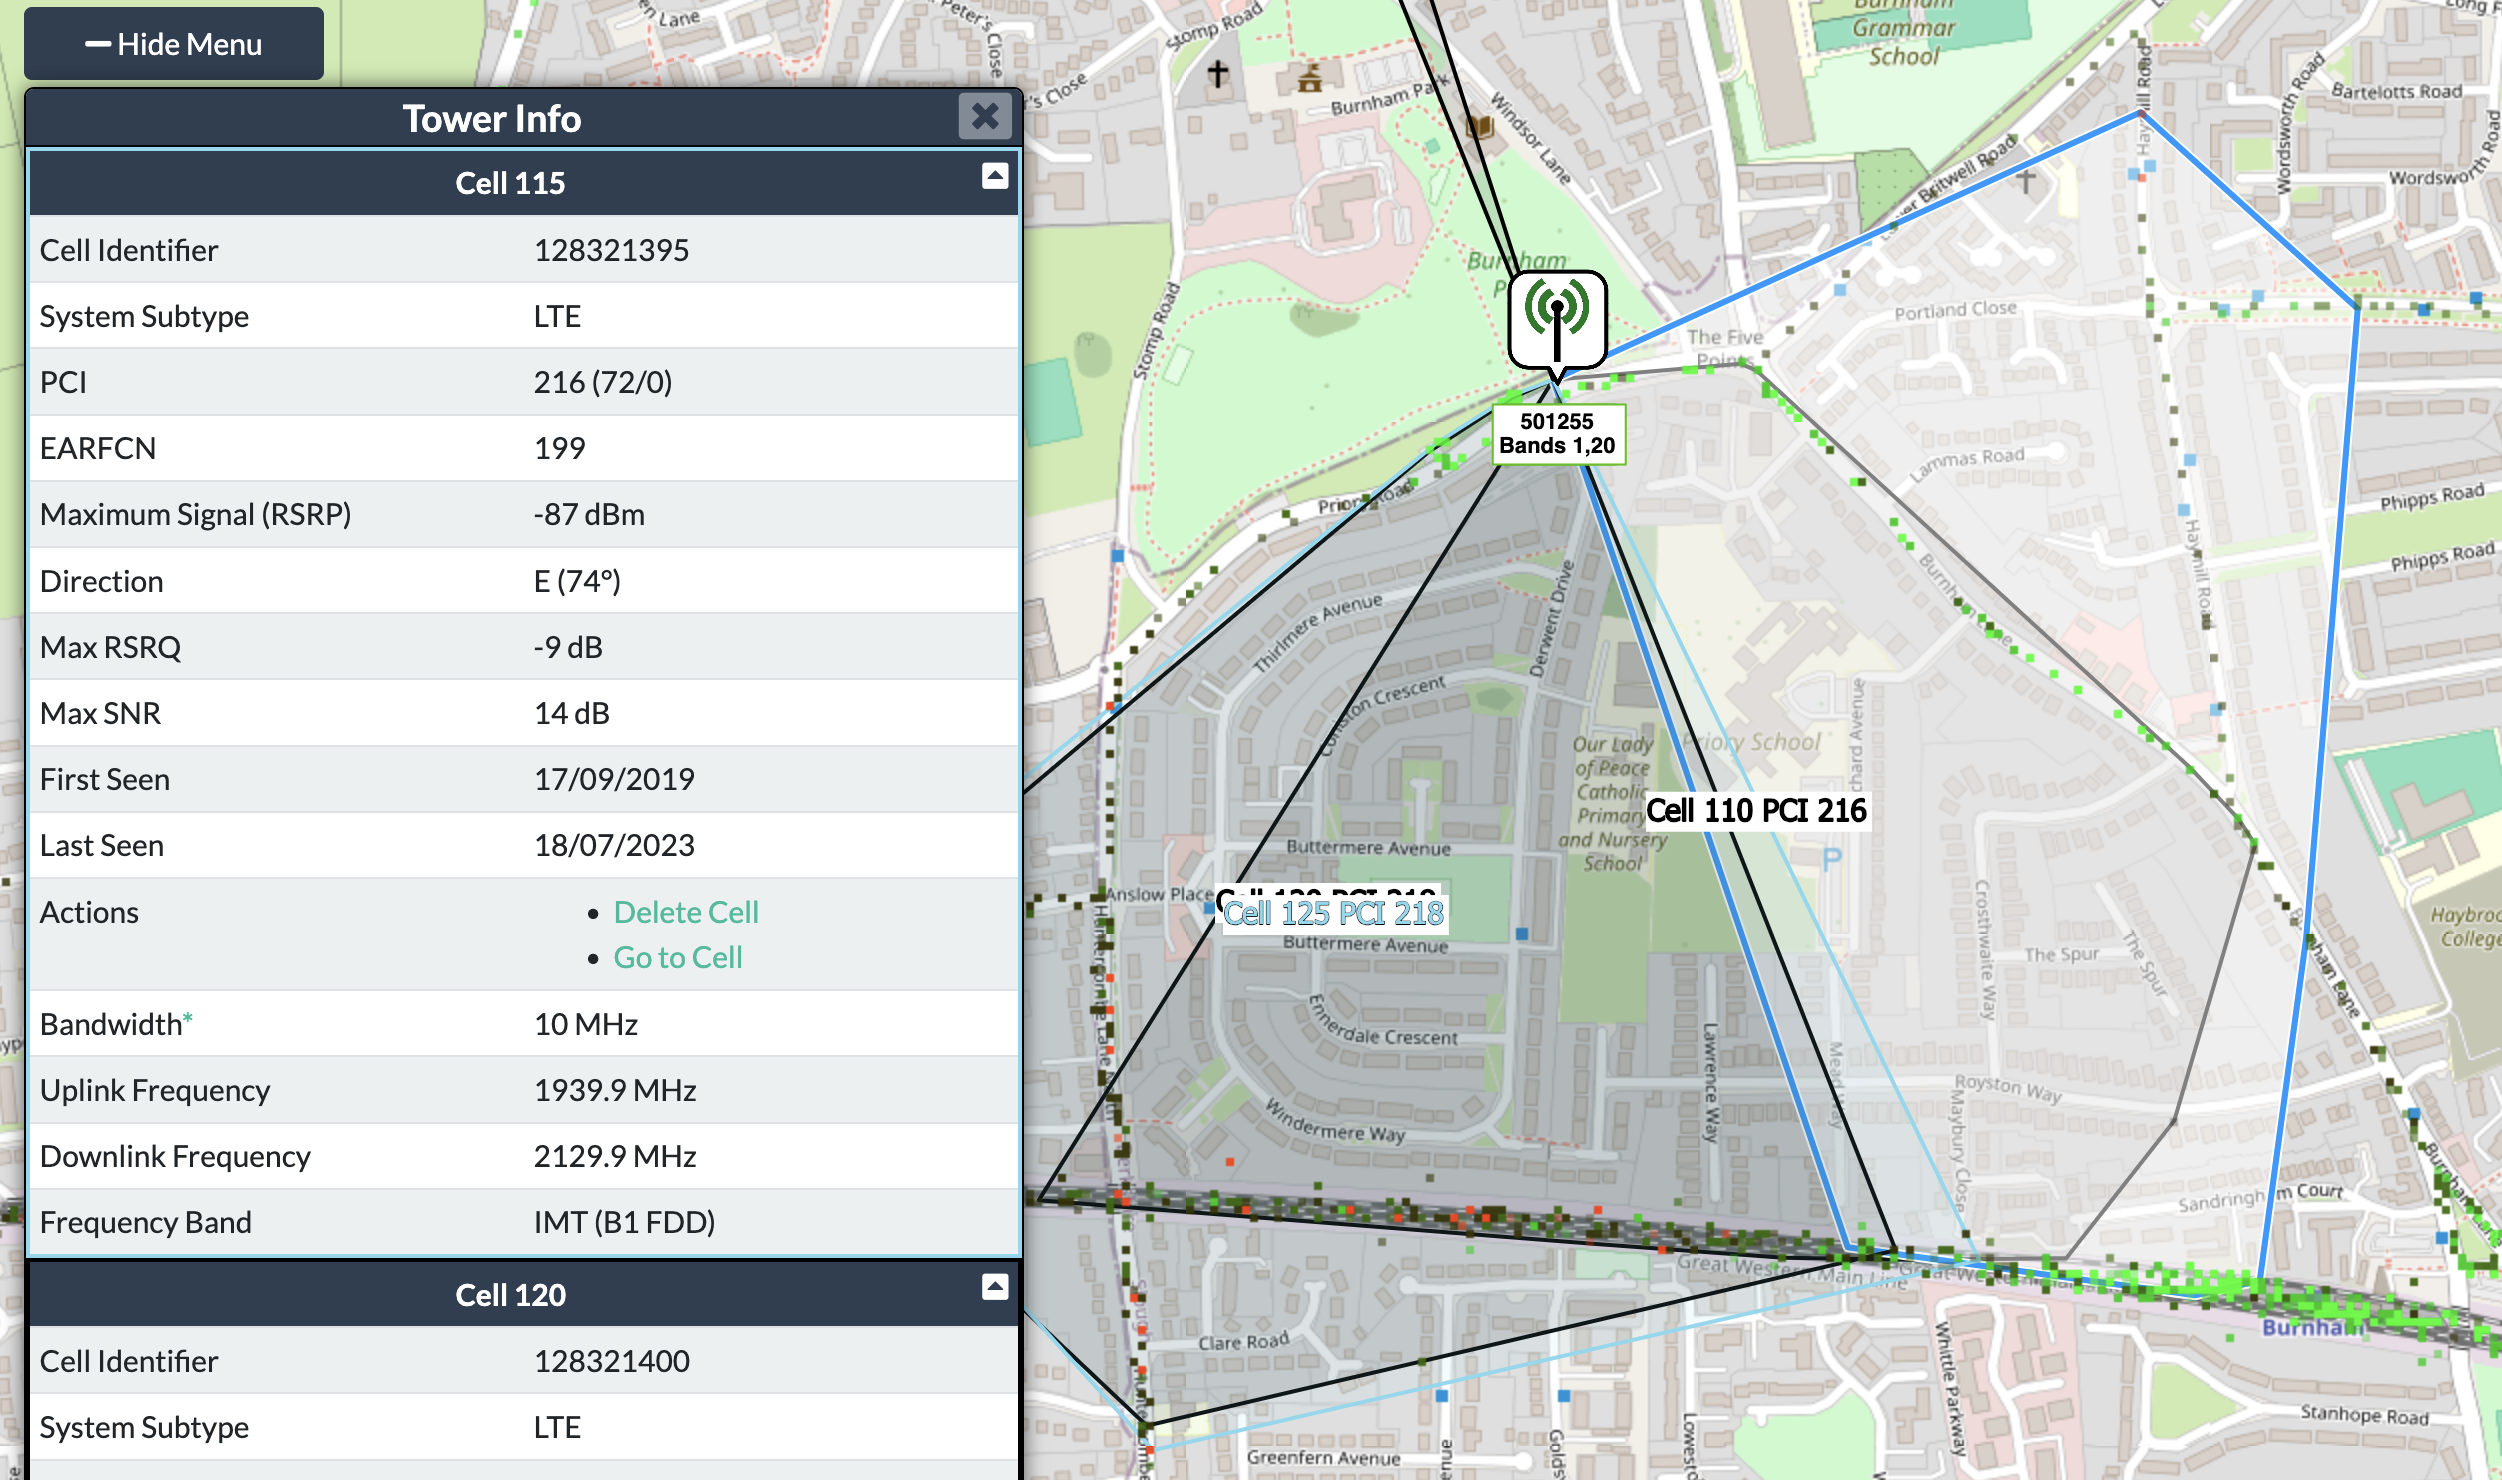 Hide Menu
Tower Info
Cell 115
Cell Identifier 128321395
System Subtype LTE
PCI 216 (72/0)
EARFCN 199
Maximum Signal (RSRP) -87 dBm
Direction E (74°)
Max RSRQ -9 dB
Max SNR 14 dB
First Seen 17/09/2019
Last Seen 18/07/2023
Actions
• Delete Cell
• Go to Cell
Bandwidth* 10 MHz
Uplink Frequency 1939.9 MHz
Downlink Frequency 2129.9 MHz
Frequency Band IMT (B1 FDD)
Cell 120
Cell Identifier 128321400
System Subtype LTE
Stomp Road
Burnham Park
Windsor Lane
Burnham
Grammar
School
Bartelotts Road
Wordsworth Road
Wordsworth Road
Britwell Road
Stomp Road
The Five
Points
Portland Close
501255
Bands 1,20
Priory Road
Lammas Road
Phipps Road
Phipps Road
Haymill Road
Thirlmere Avenue
Derwent Drive
Coniston Crescent
Our Lady
of Peace
Catholic
Primary
and Nursery
School
Priory School
P
Cell 110 PCI 216
Buttermere Avenue
Anslow Place
Cell 125 PCI 218
Buttermere Avenue
Ennerdale Crescent
Windermere Way
Lawrence Way
Crosthwaite Way
The Spur
The Spur
Royston Way
Maybury Close
Sandringham Court
Great Western Main Line
Burnham
Clare Road
Whittle Parkway
Stanhope Road
Greenfern Avenue